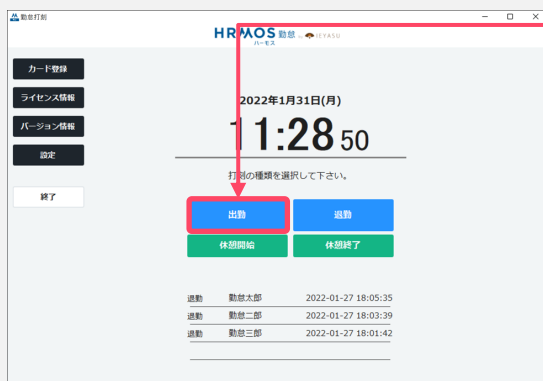 勤怠打刻
HRMOS 勤怠 by IEYASU
ハーモス
カード登録
ライセンス情報
バージョン情報
設定
終了
2022年1月31日(月)
11:28 50
打刻の種類を選択して下さい。
出勤 退勤
休憩開始 休憩終了
退勤 勤怠太郎 2022-01-27 18:05:35
退勤 勤怠二郎 2022-01-27 18:03:39
退勤 勤怠三郎 2022-01-27 18:01:42